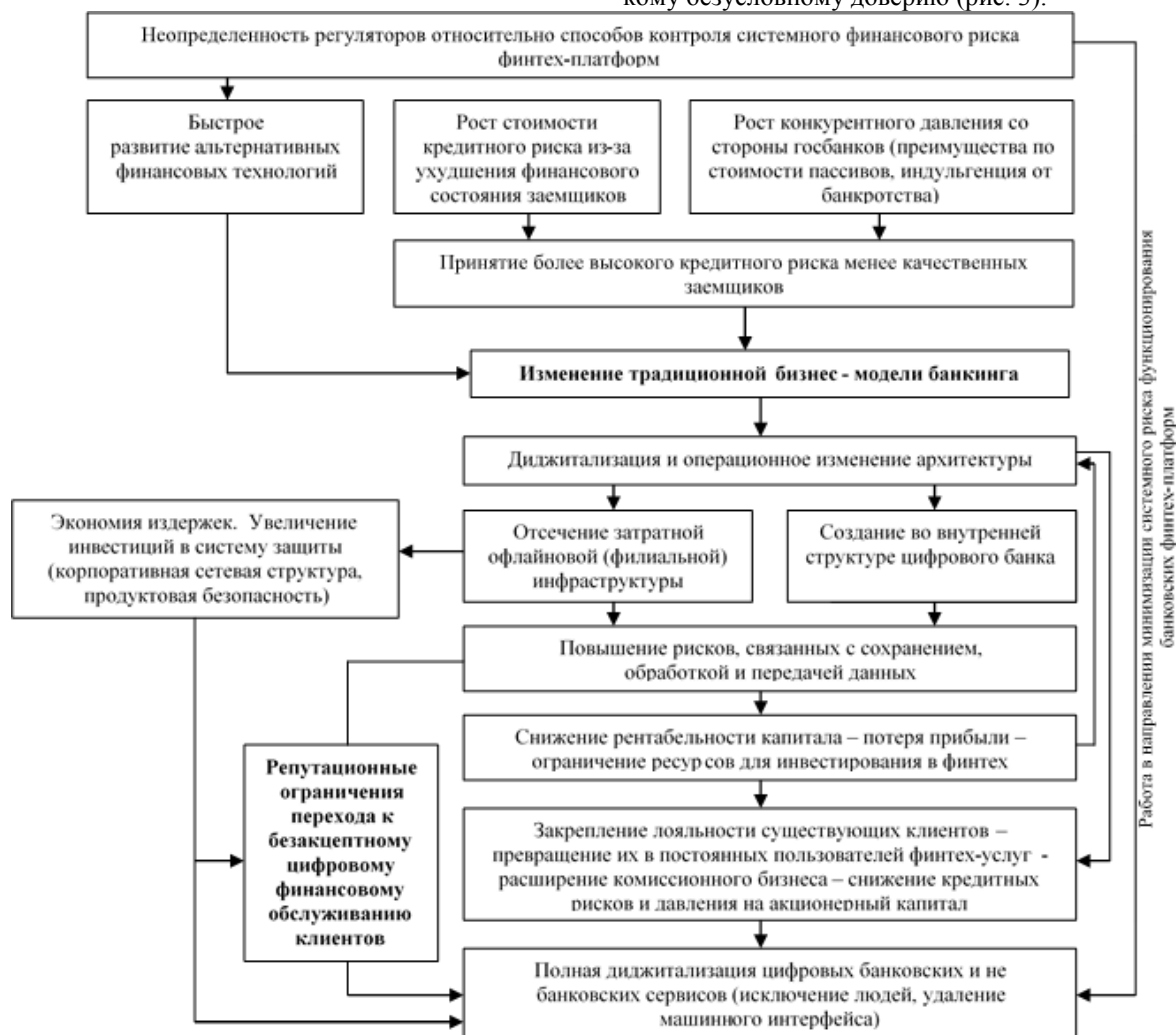 кому безусловному доверию (рис. 3).
Неопределенность регуляторов относительно способов контроля системного финансового риска
финтех-платформ
Быстрое
развитие альтернативных
финансовых технологий
Рост стоимости
кредитного риска из-за
ухудшения финансового
состояния заемщиков
Рост конкурентного давления со
стороны госбанков (преимущества по
стоимости пассивов, индульгенция от
банкротства)
Принятие более высокого кредитного риска менее качественных
заемщиков
Изменение традиционной бизнес - модели банкинга
Диджитализация и операционное изменение архитектуры
Экономия издержек. Увеличение
инвестиций в систему защиты
(корпоративная сетевая структура,
продуктовая безопасность)
Отсечение затратной
офлайновой (филиальной)
инфраструктуры
Создание во внутренней
структуре цифрового банка
Повышение рисков, связанных с сохранением,
обработкой и передачей данных
Снижение рентабельности капитала – потеря прибыли –
ограничение ресурсов для инвестирования в финтех
Репутационные
ограничения
перехода к
безакцептному
цифровому
финансовому
обслуживанию
клиентов
Закрепление лояльности существующих клиентов –
превращение их в постоянных пользователей финтех-услуг -
расширение комиссионного бизнеса – снижение кредитных
рисков и давления на акционерный капитал
Полная диджитализация цифровых банковских и не
банковских сервисов (исключение людей, удаление
машинного интерфейса)
Работа в направлении минимизации системного риска функционирования
банковских финтех-платформ